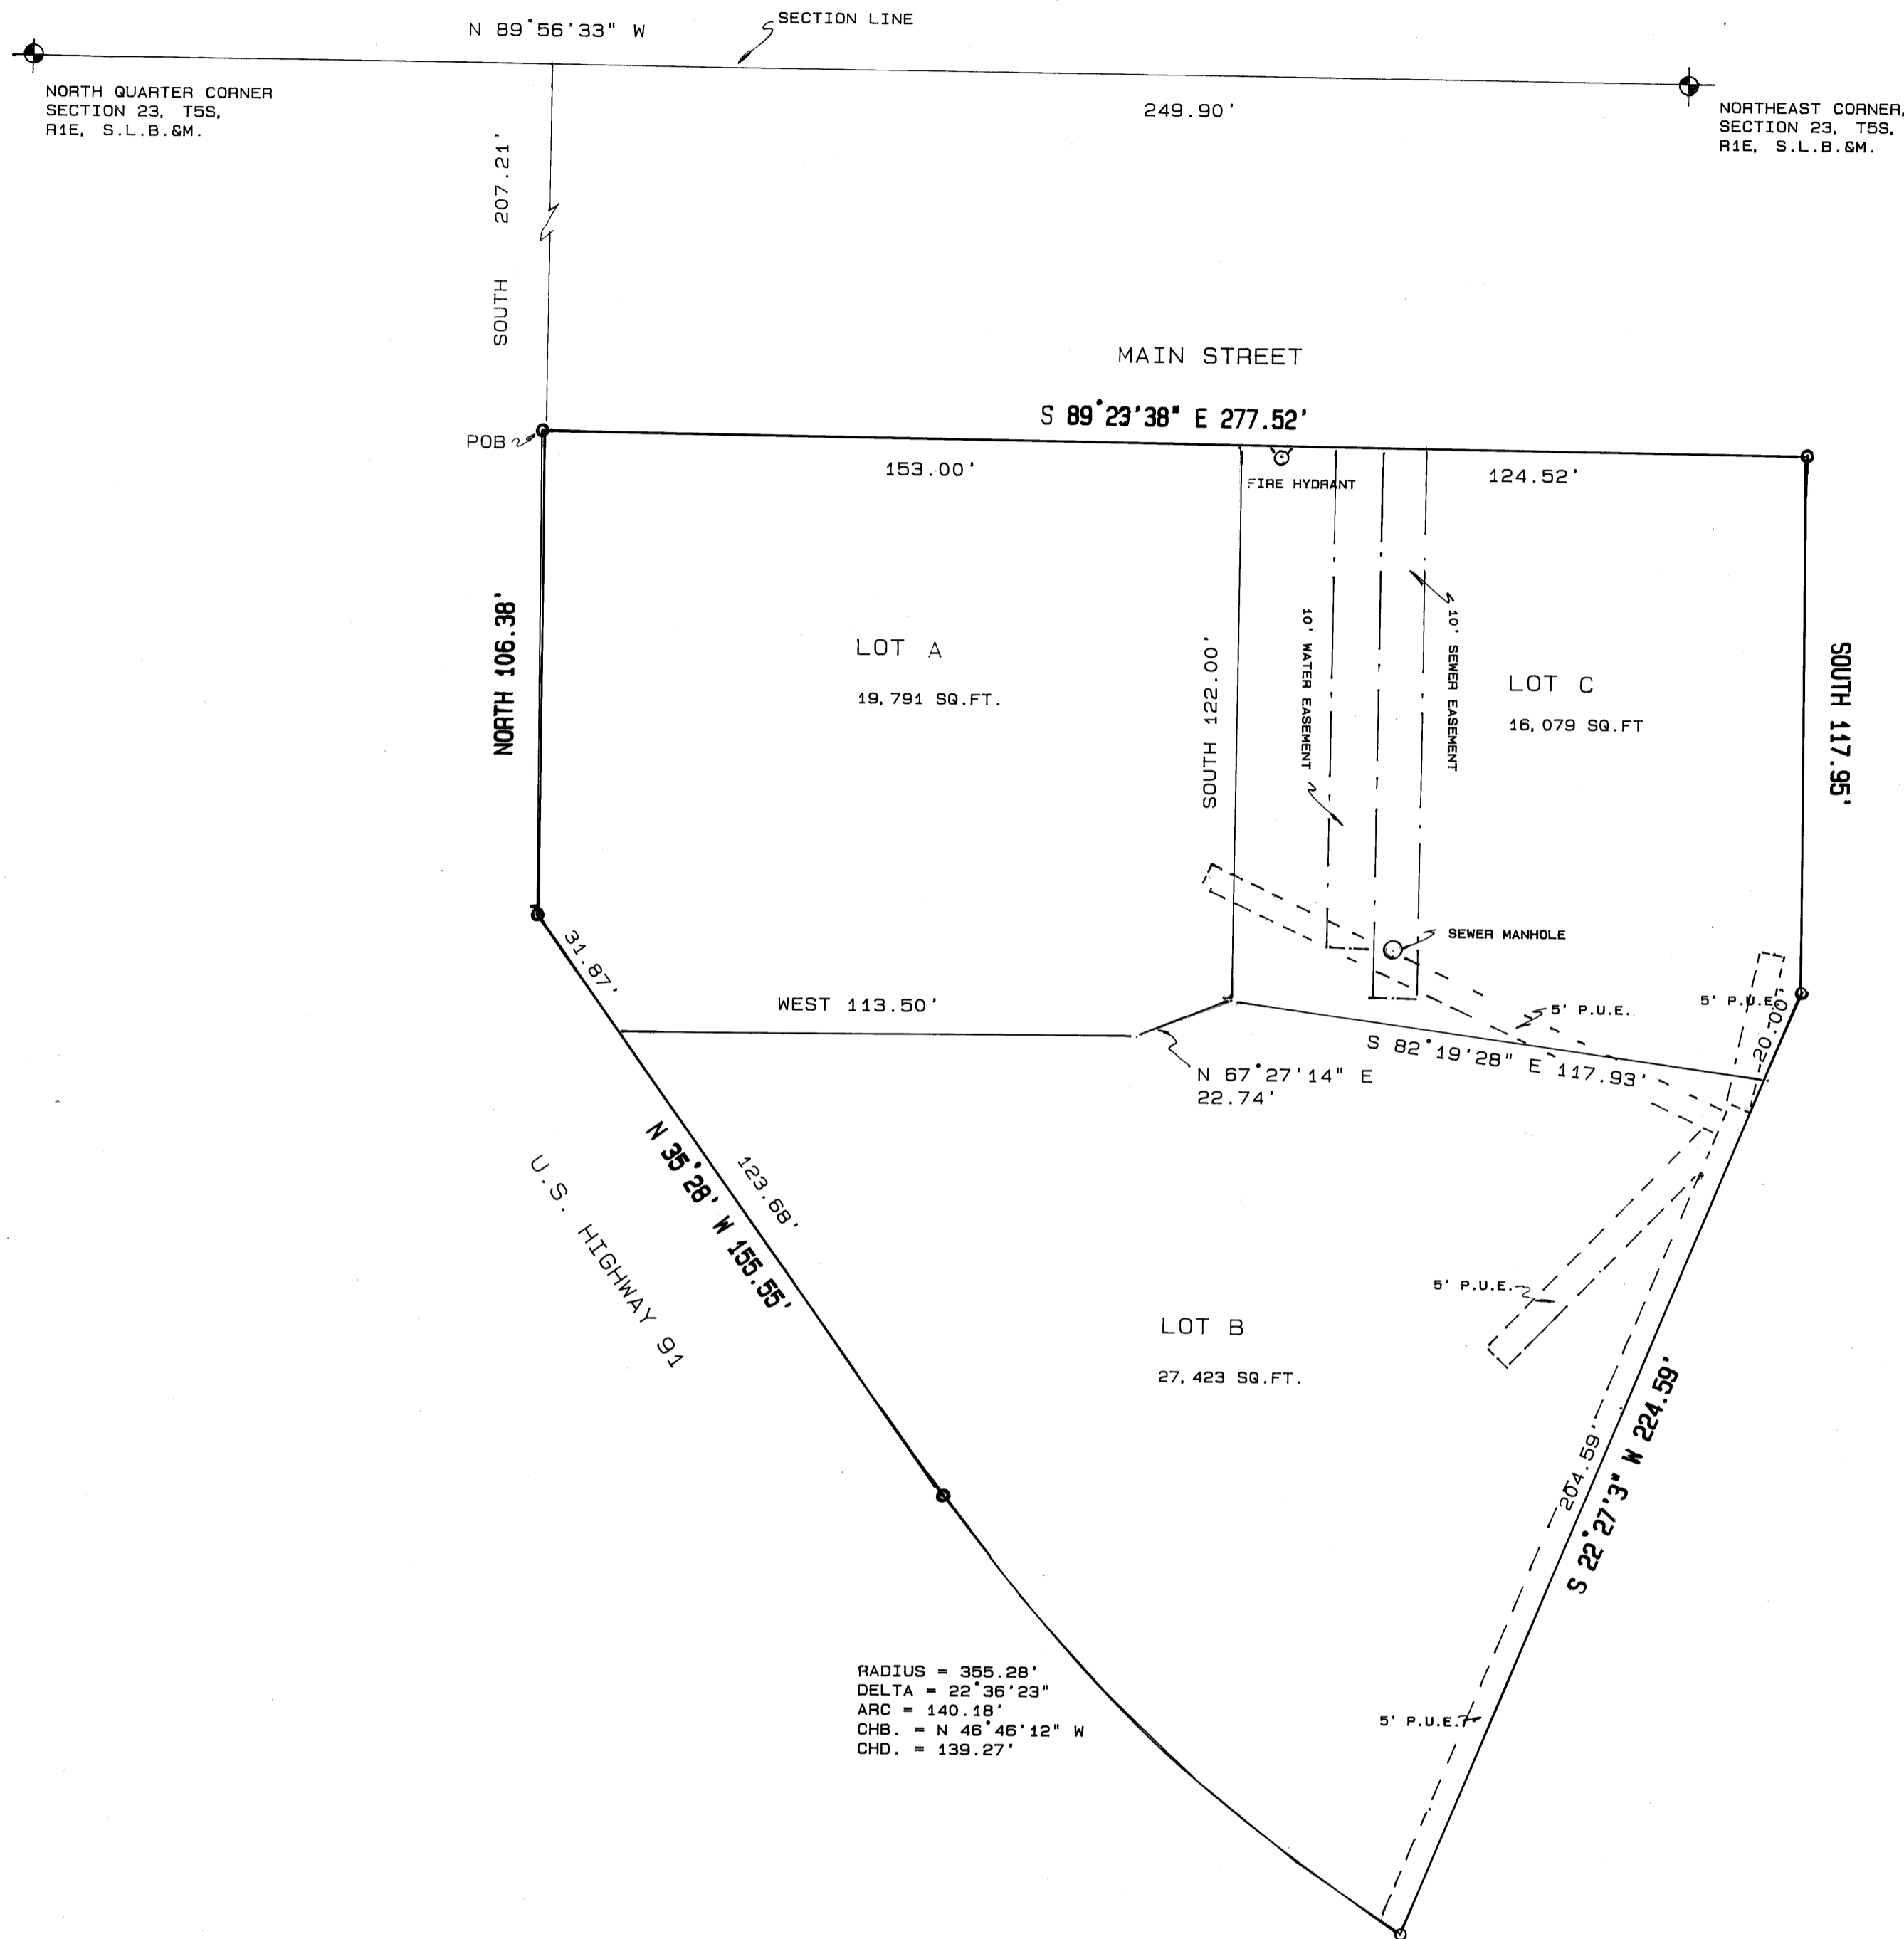 N 89°56'33" W
SECTION LINE
NORTH QUARTER CORNER
SECTION 23, T5S,
R1E, S.L.B.&M.
249.90'
NORTHEAST CORNER,
SECTION 23, T5S,
R1E, S.L.B.&M.
SOUTH 207.21'
MAIN STREET
S 89°23'38" E 277.52'
POB
153.00'
FIRE HYDRANT
124.52'
NORTH 106.38'
LOT A
19,791 SQ.FT.
SOUTH 122.00'
10' WATER EASEMENT
10' SEWER EASEMENT
LOT C
16,079 SQ.FT
SOUTH 117.95'
SEWER MANHOLE
31.87'
WEST 113.50'
5' P.U.E.
5' P.U.E.
20.00'
S 82°19'28" E 117.93'
N 67°27'14" E
22.74'
N 35°28' W 155.55'
123.68'
U.S. HIGHWAY 91
5' P.U.E.
LOT B
27,423 SQ.FT.
204.59'
S 22°27'3" W 224.59'
RADIUS = 355.28'
DELTA = 22°36'23"
ARC = 140.18'
CHB. = N 46°46'12" W
CHD. = 139.27'
5' P.U.E.